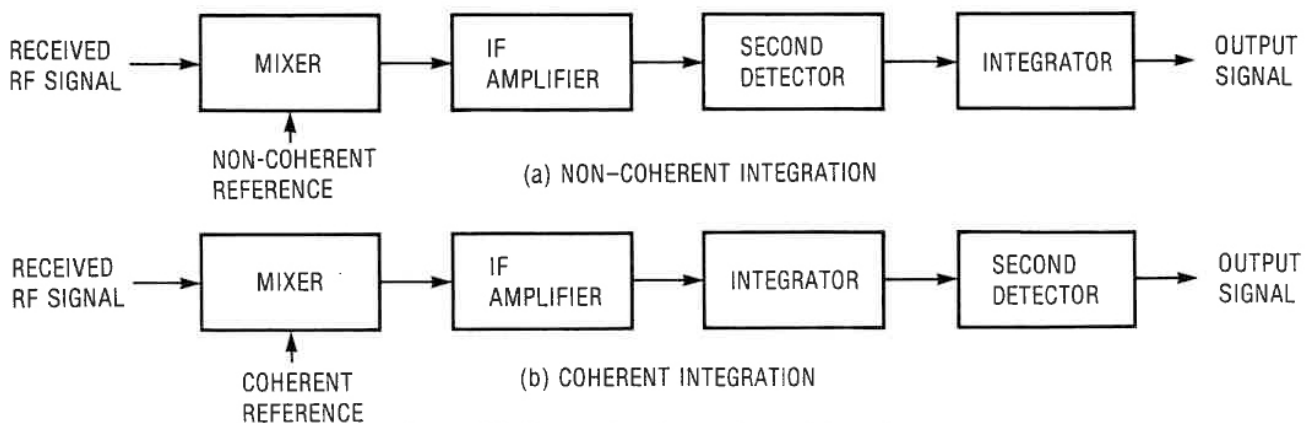 RECEIVED
RF SIGNAL
MIXER
IF
AMPLIFIER
SECOND
DETECTOR
INTEGRATOR
OUTPUT
SIGNAL
NON-COHERENT
REFERENCE
(a) NON-COHERENT INTEGRATION
RECEIVED
RF SIGNAL
MIXER
IF
AMPLIFIER
INTEGRATOR
SECOND
DETECTOR
OUTPUT
SIGNAL
COHERENT
REFERENCE
(b) COHERENT INTEGRATION